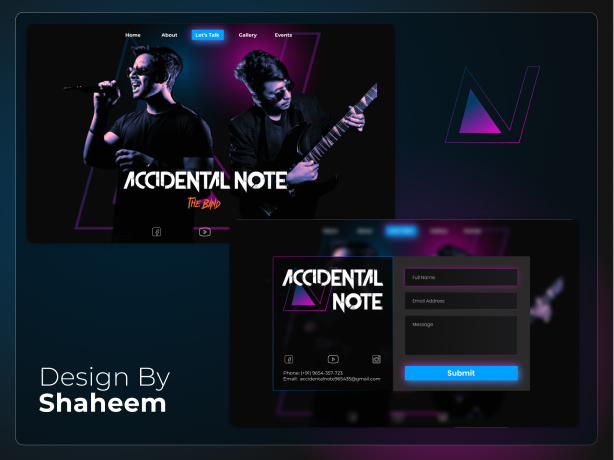 Home About Let's Talk Gallery Events
ACCIDENTAL NOTE
THE BAND
ACCIDENTAL
NOTE
Phone: (+91) 9654-357-723
Email: accidentalnote965435@gmail.com
Full Name
Email Address
Message
Submit
Design By
Shaheem